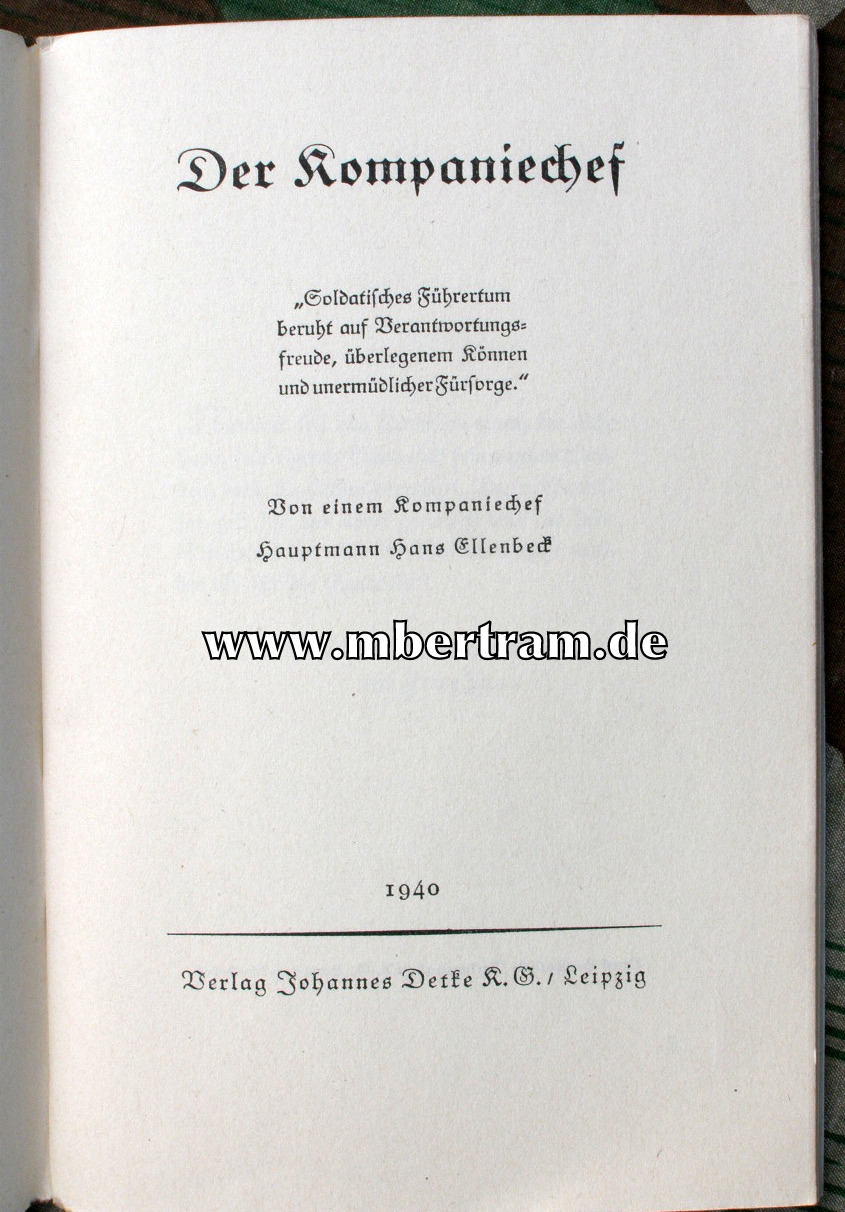 Der Kompaniechef
„Soldatisches Führertum
beruht auf Verantwortungs-
freude, überlegenem Können
und unermüdlicher Fürsorge.“
Von einem Kompaniechef
Hauptmann Hans Ellenbeck
www.mbertram.de
1940
Verlag Johannes Detke K. G. / Leipzig